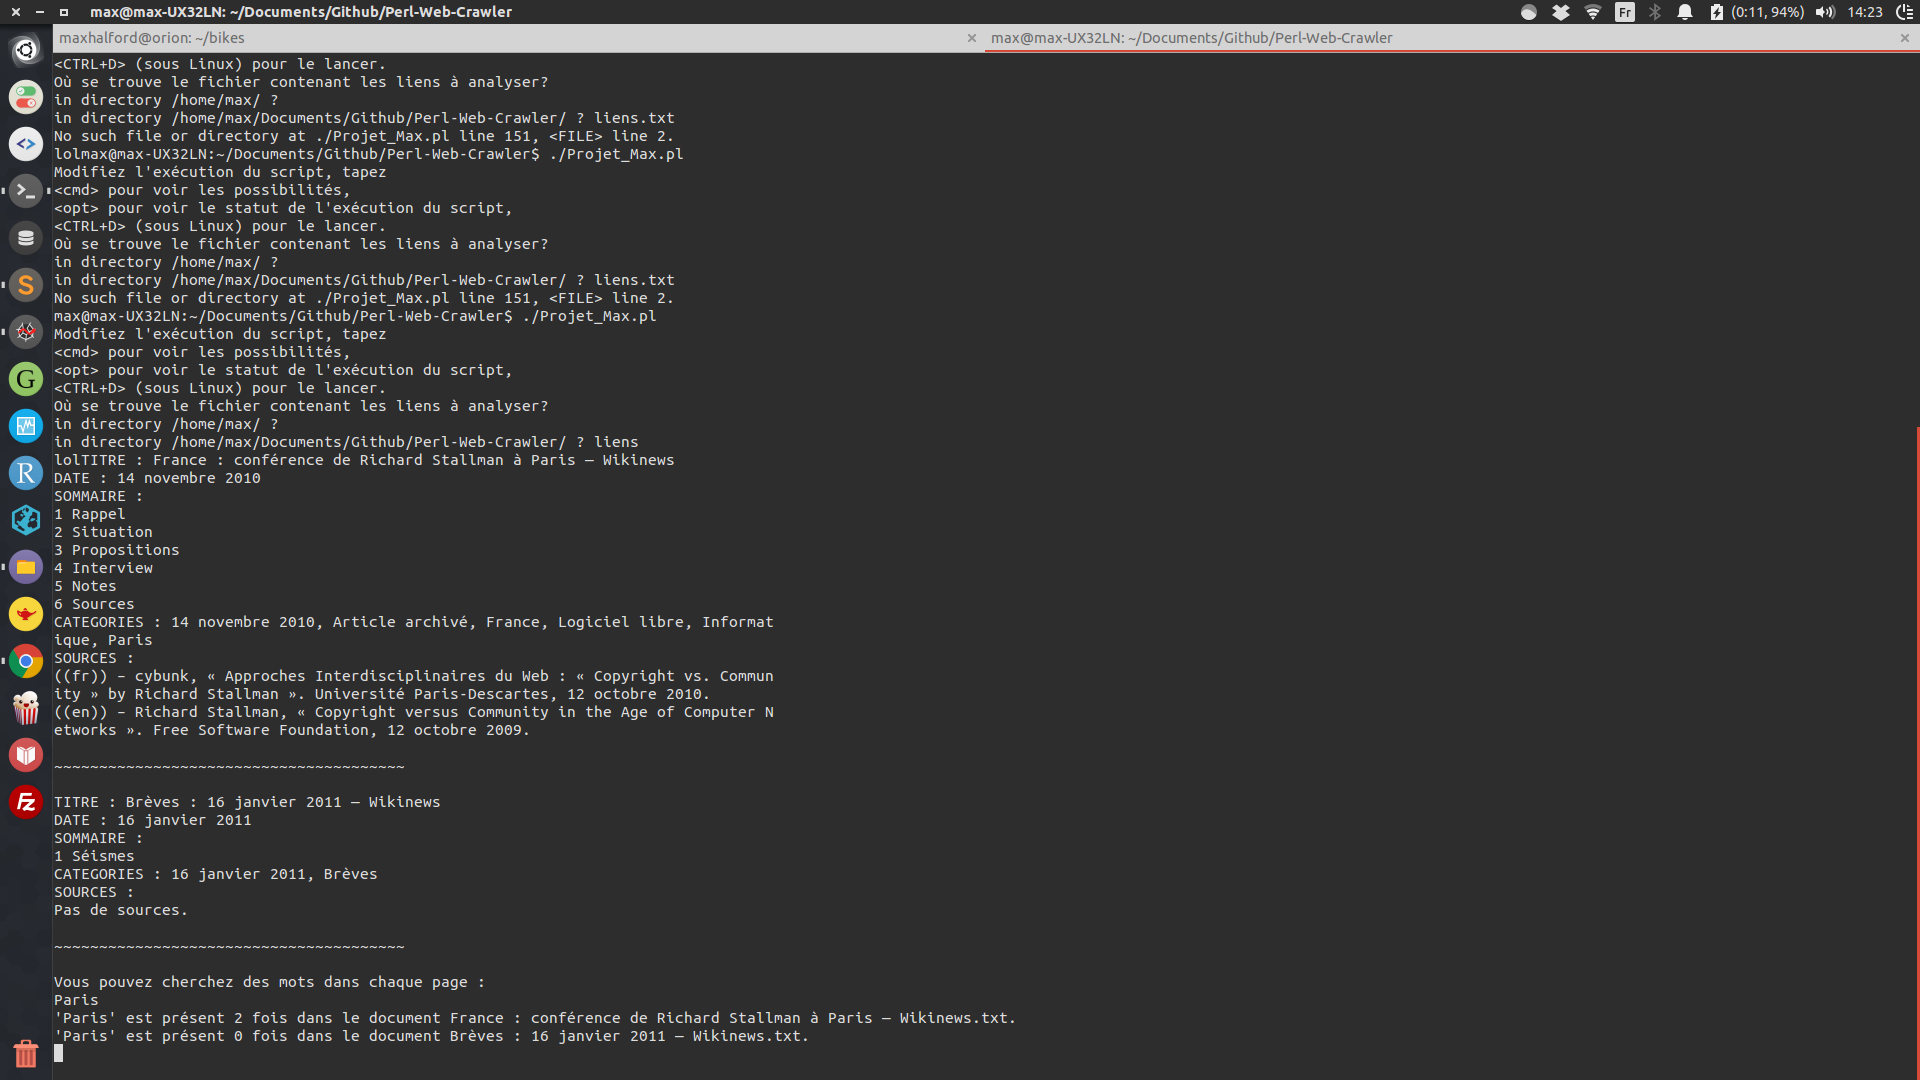 max@max-UX32LN: ~/Documents/Github/Perl-Web-Crawler
Fr
(0:11, 94%)
14:23
maxhalford@orion: ~/bikes
max@max-UX32LN: ~/Documents/Github/Perl-Web-Crawler
<CTRL+D> (sous Linux) pour le lancer.
Où se trouve le fichier contenant les liens à analyser?
in directory /home/max/ ?
in directory /home/max/Documents/Github/Perl-Web-Crawler/ ? liens.txt
No such file or directory at ./Projet_Max.pl line 151, <FILE> line 2.
lolmax@max-UX32LN:~/Documents/Github/Perl-Web-Crawler$ ./Projet_Max.pl
Modifiez l'exécution du script, tapez
<cmd> pour voir les possibilités,
<opt> pour voir le statut de l'exécution du script,
<CTRL+D> (sous Linux) pour le lancer.
Où se trouve le fichier contenant les liens à analyser?
in directory /home/max/ ?
in directory /home/max/Documents/Github/Perl-Web-Crawler/ ? liens.txt
No such file or directory at ./Projet_Max.pl line 151, <FILE> line 2.
max@max-UX32LN:~/Documents/Github/Perl-Web-Crawler$ ./Projet_Max.pl
Modifiez l'exécution du script, tapez
<cmd> pour voir les possibilités,
<opt> pour voir le statut de l'exécution du script,
<CTRL+D> (sous Linux) pour le lancer.
Où se trouve le fichier contenant les liens à analyser?
in directory /home/max/ ?
in directory /home/max/Documents/Github/Perl-Web-Crawler/ ? liens
lolTITRE : France : conférence de Richard Stallman à Paris — Wikinews
DATE : 14 novembre 2010
SOMMAIRE :
1 Rappel
2 Situation
3 Propositions
4 Interview
5 Notes
6 Sources
CATEGORIES : 14 novembre 2010, Article archivé, France, Logiciel libre, Informat
ique, Paris
SOURCES :
((fr)) – cybunk, « Approches Interdisciplinaires du Web : « Copyright vs. Commun
ity » by Richard Stallman ». Université Paris-Descartes, 12 octobre 2010.
((en)) – Richard Stallman, « Copyright versus Community in the Age of Computer N
etworks ». Free Software Foundation, 12 octobre 2009.
~~~~~~~~~~~~~~~~~~~~~~~~~~~~~~~~~~~~~~~
TITRE : Brèves : 16 janvier 2011 — Wikinews
DATE : 16 janvier 2011
SOMMAIRE :
1 Séismes
CATEGORIES : 16 janvier 2011, Brèves
SOURCES :
Pas de sources.
~~~~~~~~~~~~~~~~~~~~~~~~~~~~~~~~~~~~~~~
Vous pouvez cherchez des mots dans chaque page :
Paris
'Paris' est présent 2 fois dans le document France : conférence de Richard Stallman à Paris — Wikinews.txt.
'Paris' est présent 0 fois dans le document Brèves : 16 janvier 2011 — Wikinews.txt.
S
G
R
Fz